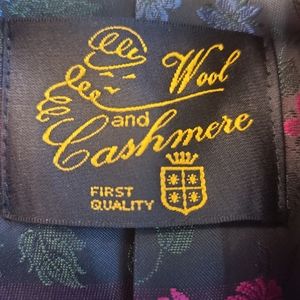 Wool
and
Cashmere
FIRST
QUALITY